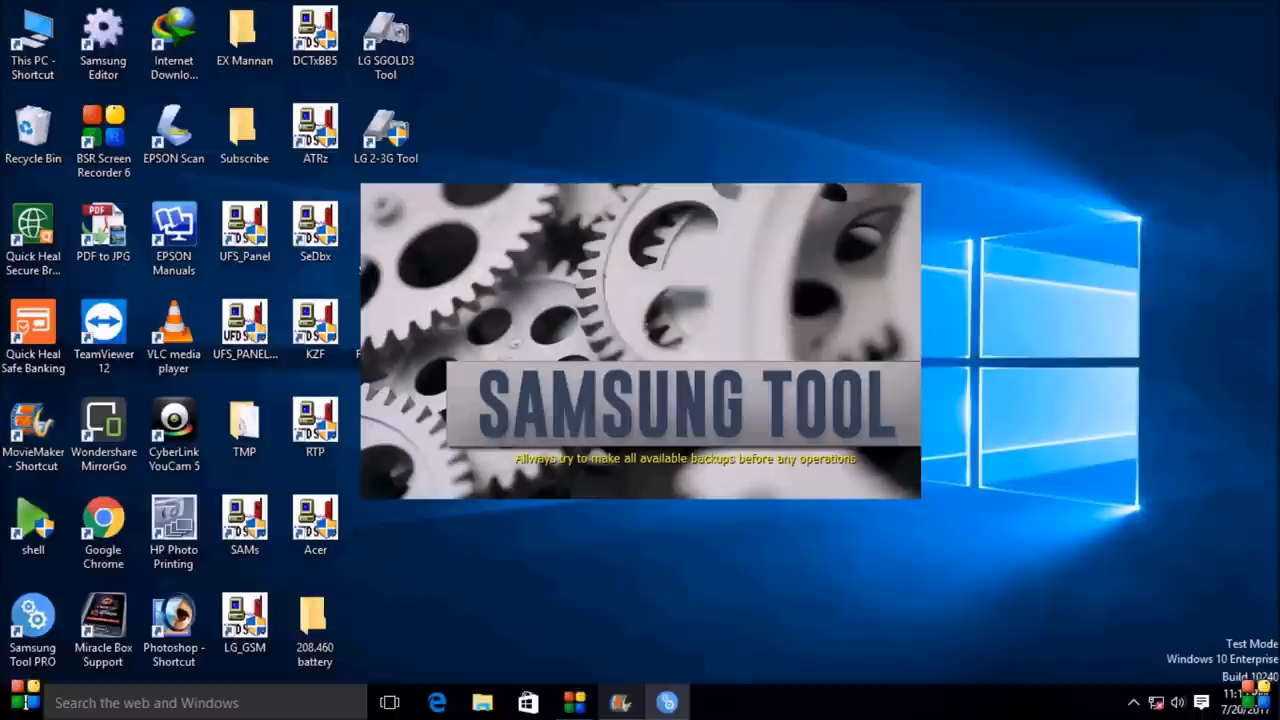 This PC -
Shortcut
Samsung
Editor
Internet
Downlo...
EX Mannan
DCTxBB5
LG SGOLD3
Tool
Recycle Bin
BSR Screen
Recorder 6
EPSON Scan
Subscribe
ATRz
LG 2-3G Tool
Quick Heal
Secure Br...
PDF
PDF to JPG
EPSON
Manuals
UFS_Panel
SeDbx
Quick Heal
Safe Banking
TeamViewer
12
VLC media
player
UFS_PANEL...
KZF
SAMSUNG TOOL
Allways try to make all available backups before any operations
MovieMaker
- Shortcut
Wondershare
MirrorGo
CyberLink
YouCam 5
TMP
RTP
shell
Google
Chrome
HP Photo
Printing
SAMs
Acer
Samsung
Tool PRO
Miracle Box
Support
Photoshop -
Shortcut
LG_GSM
208.460
battery
Test Mode
Windows 10 Enterprise
Build 10240
Search the web and Windows
7/20/2017